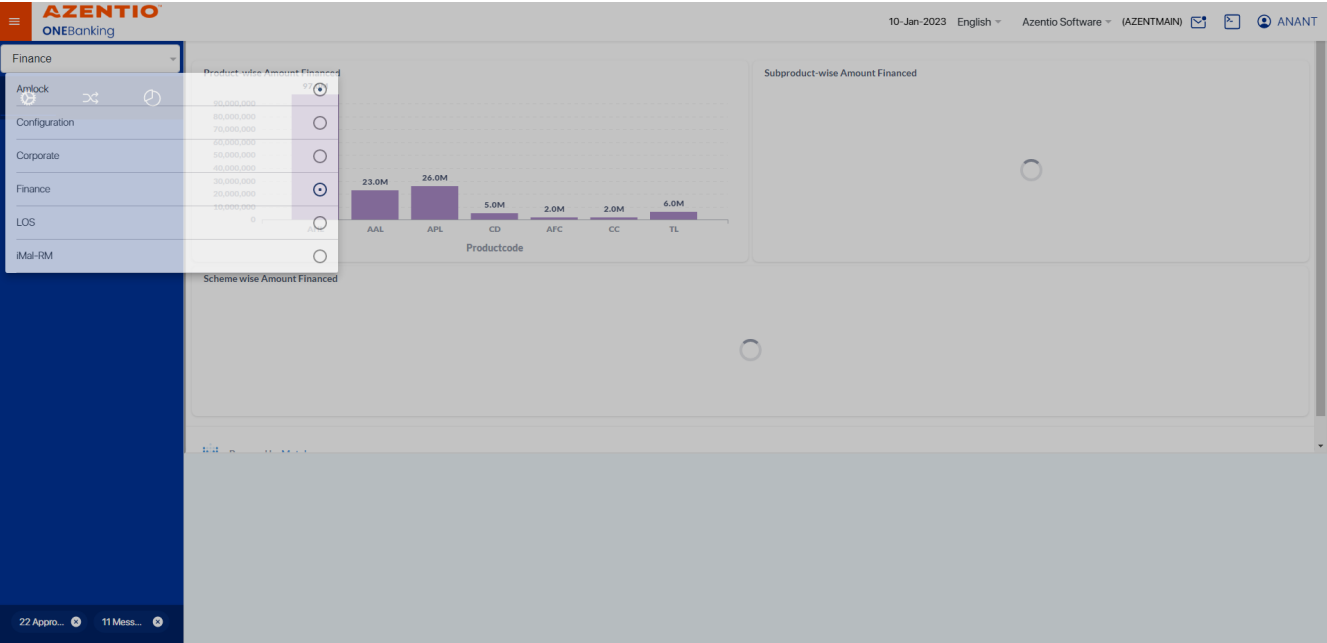 AZENTIO
ONEBanking
10-Jan-2023 English Azentio Software (AZENTMAIN) ANANT
Finance
Amlock
Configuration
Corporate
Finance
LOS
iMal-RM
Product-wise Amount Financed
90,000,000
80,000,000
70,000,000
60,000,000
50,000,000
40,000,000
30,000,000
20,000,000
10,000,000
0
23.0M
26.0M
5.0M
2.0M
2.0M
6.0M
AAL APL CD AFC CC TL
Productcode
Subproduct-wise Amount Financed
Scheme wise Amount Financed
22 Appro...
11 Mess...